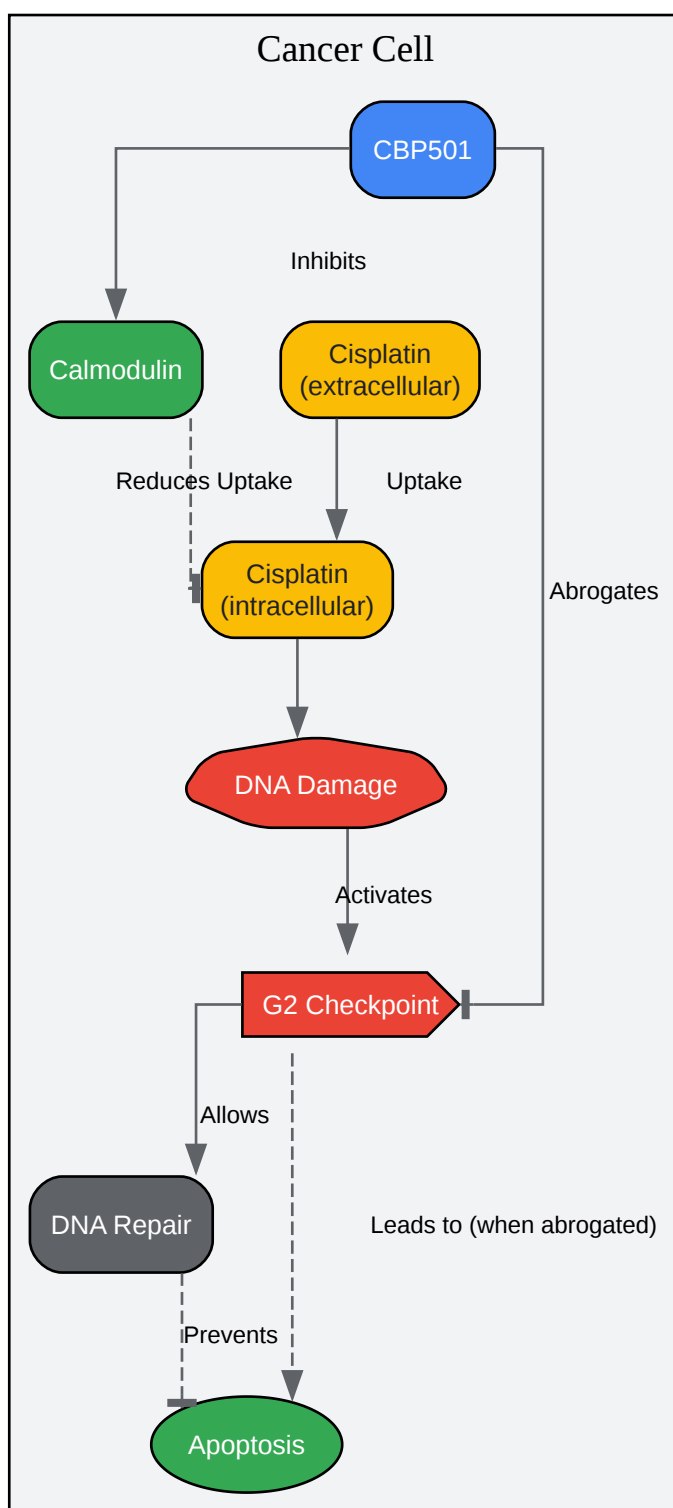 Cancer Cell
CBP501
Inhibits
Calmodulin
Cisplatin
(extracellular)
Reduces Uptake
Uptake
Cisplatin
(intracellular)
Abrogates
DNA Damage
Activates
G2 Checkpoint
Allows
DNA Repair
Leads to (when abrogated)
Prevents
Apoptosis